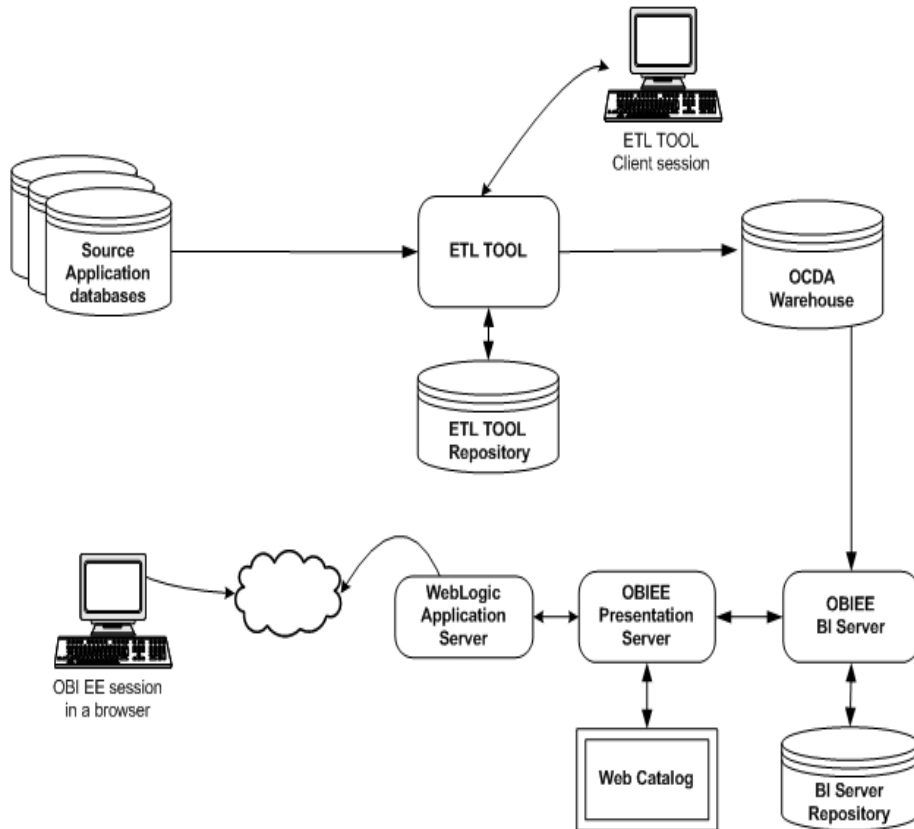 ETL TOOL
Client session
Source
Application
databases
ETL TOOL
OCDA
Warehouse
ETL TOOL
Repository
WebLogic
Application
Server
OBIEE
Presentation
Server
OBIEE
BI Server
OBI EE session
in a browser
Web Catalog
BI Server
Repository